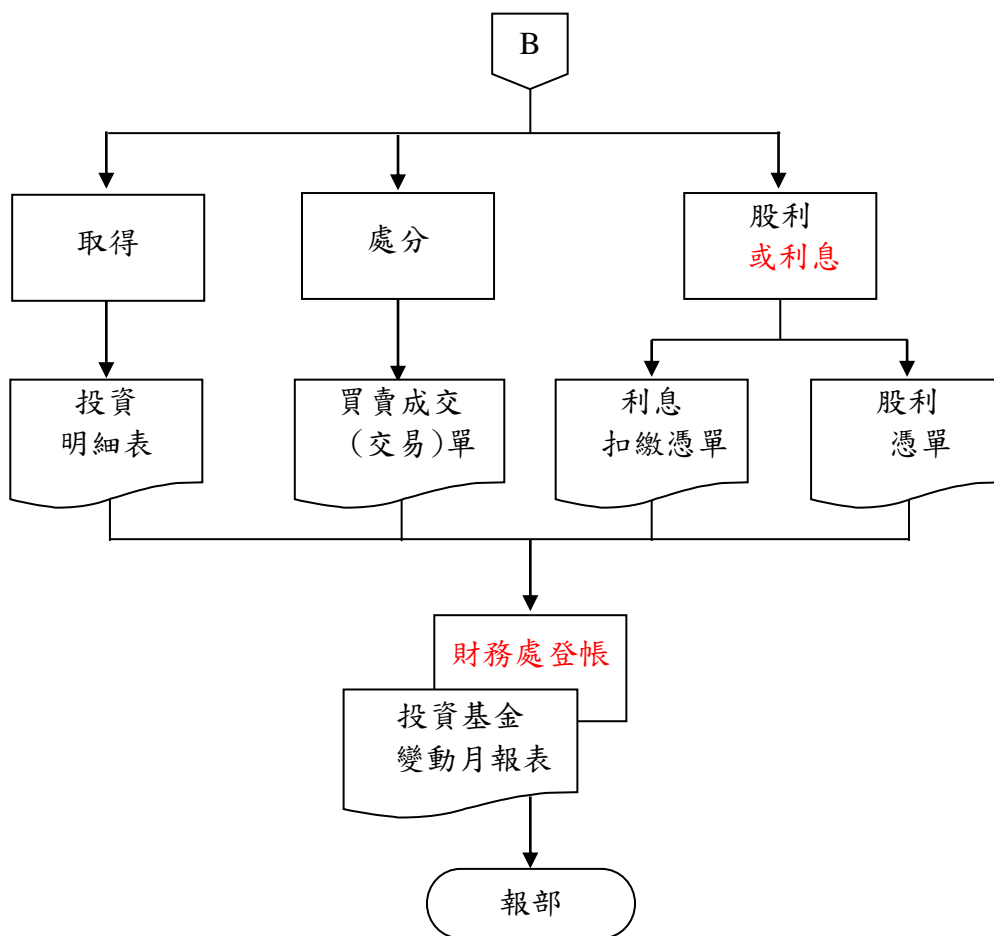 B
取得
處分
股利
或利息
投資
明細表
買賣成交
(交易)單
利息
扣繳憑單
股利
憑單
財務處登帳
投資基金
變動月報表
報部